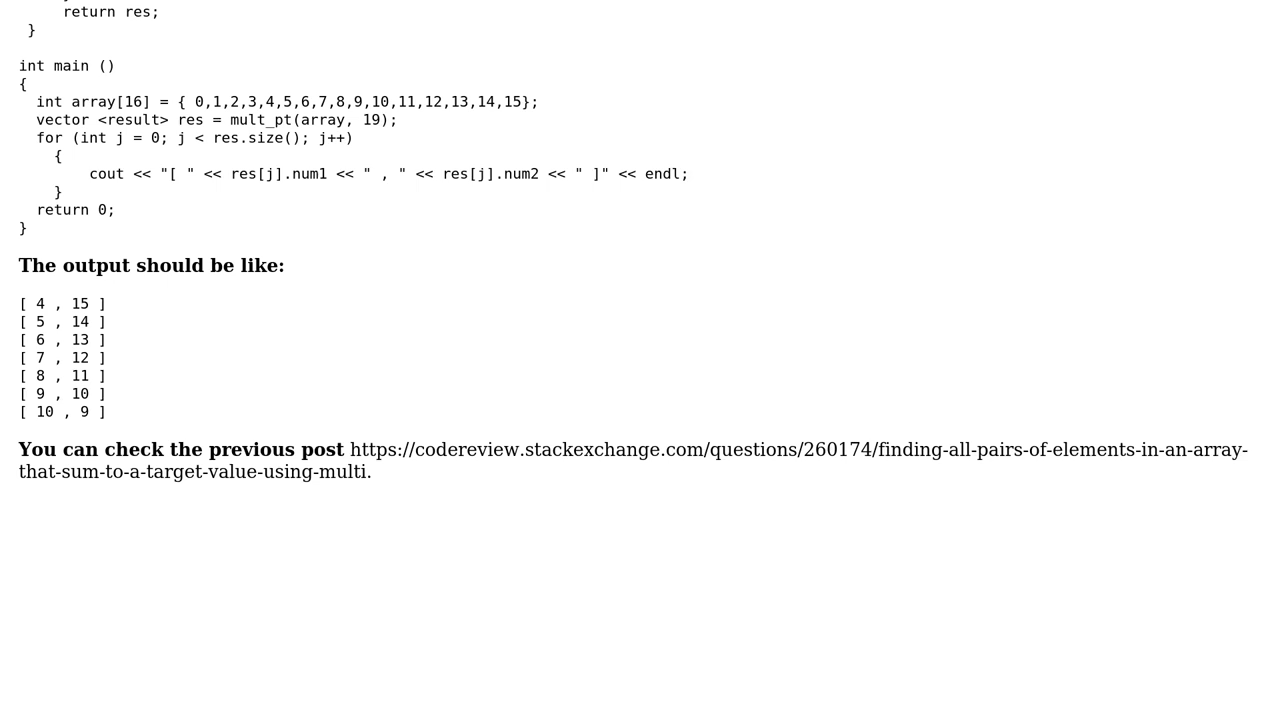 return res;
}
int main ()
{
int array[16] = { 0,1,2,3,4,5,6,7,8,9,10,11,12,13,14,15};
vector <result> res = mult_pt(array, 19);
for (int j = 0; j < res.size(); j++)
{
cout << "[ " << res[j].num1 << " , " << res[j].num2 << " ]" << endl;
}
return 0;
}
The output should be like:
[ 4 , 15 ]
[ 5 , 14 ]
[ 6 , 13 ]
[ 7 , 12 ]
[ 8 , 11 ]
[ 9 , 10 ]
[ 10 , 9 ]
You can check the previous post https://codereview.stackexchange.com/questions/260174/finding-all-pairs-of-elements-in-an-array-
that-sum-to-a-target-value-using-multi.